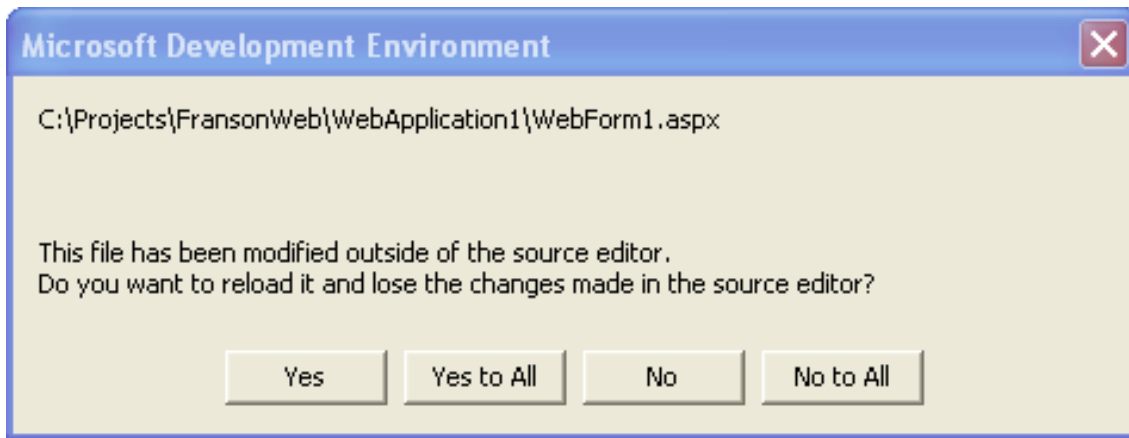 Microsoft Development Environment
C:\Projects\FransonWeb\WebApplication1\WebForm1.aspx
This file has been modified outside of the source editor.
Do you want to reload it and lose the changes made in the source editor?
Yes Yes to All No No to All